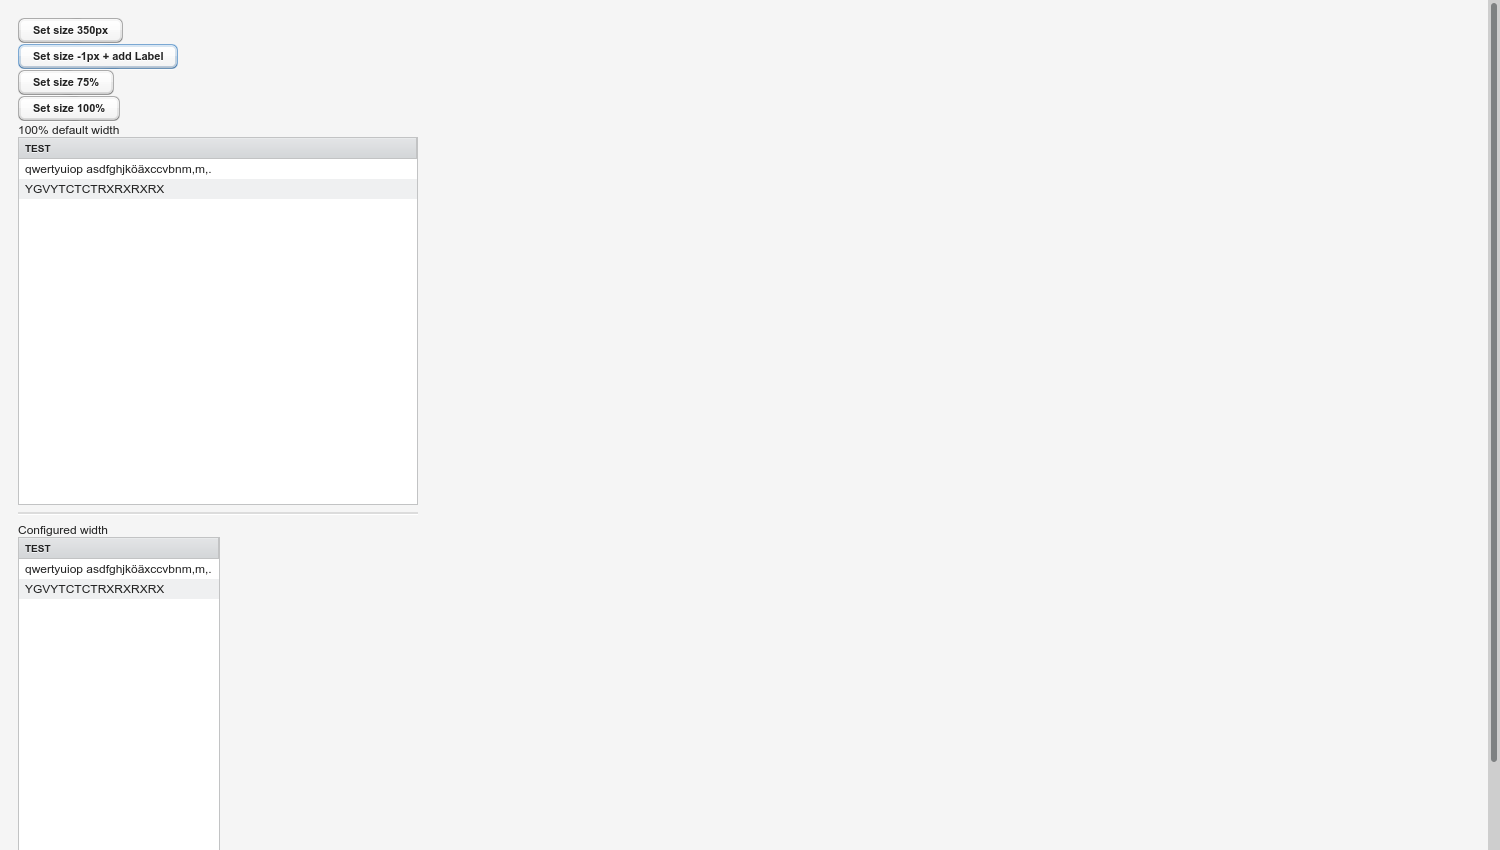 Set size 350px
Set size -1px + add Label
Set size 75%
Set size 100%
100% default width
TEST
qwertyuiop asdfghjköäxccvbnm,m,.
YGVYTCTCTRXRXRXRX
Configured width
TEST
qwertyuiop asdfghjköäxccvbnm,m,.
YGVYTCTCTRXRXRXRX